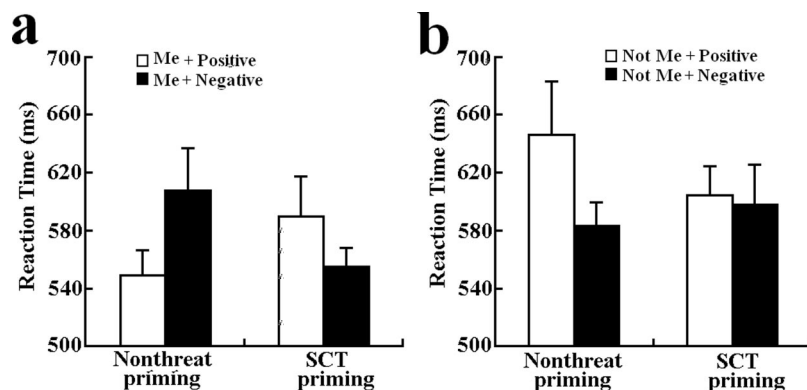 a
Me + Positive
Me + Negative
Reaction Time (ms)
700
660
620
580
540
500
Nonthreat
priming
SCT
priming
b
Not Me + Positive
Not Me + Negative
Reaction Time (ms)
700
660
620
580
540
500
Nonthreat
priming
SCT
priming